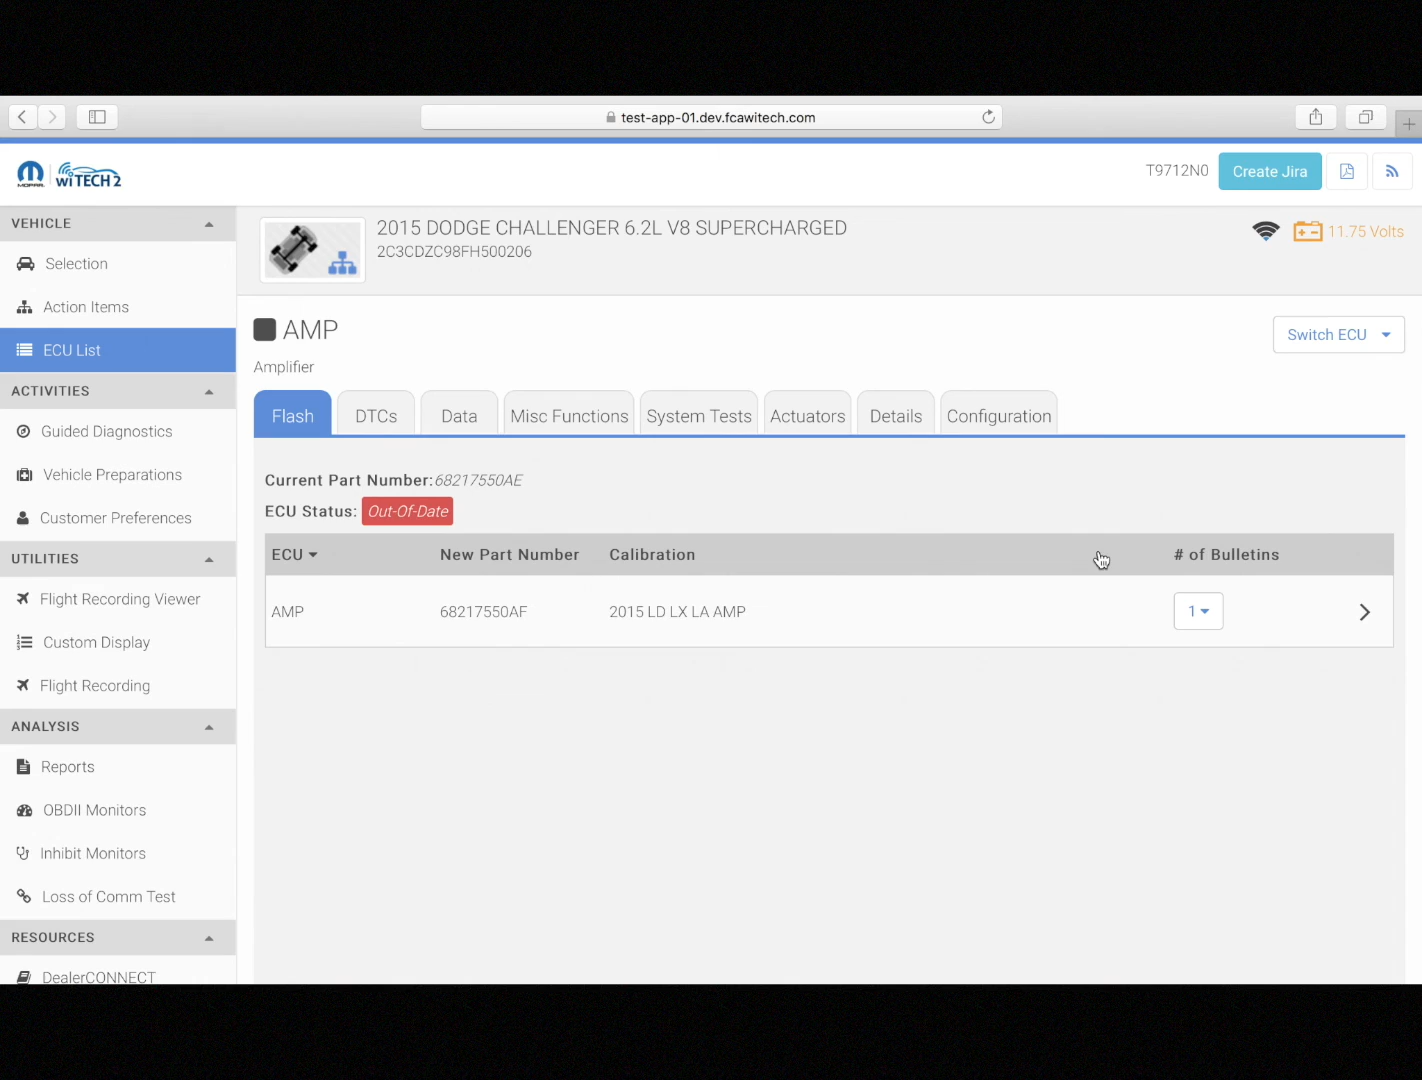 test-app-01.dev.fcawitech.com
MOPAR wiTECH 2
T9712N0 Create Jira
VEHICLE
Selection
Action Items
ECU List
ACTIVITIES
Guided Diagnostics
Vehicle Preparations
Customer Preferences
UTILITIES
Flight Recording Viewer
Custom Display
Flight Recording
ANALYSIS
Reports
OBDII Monitors
Inhibit Monitors
Loss of Comm Test
RESOURCES
DealerCONNECT
2015 DODGE CHALLENGER 6.2L V8 SUPERCHARGED
2C3CDZC98FH500206
11.75 Volts
AMP
Switch ECU
Amplifier
Flash DTCs Data Misc Functions System Tests Actuators Details Configuration
Current Part Number:68217550AE
ECU Status: Out-Of-Date
ECU New Part Number Calibration # of Bulletins
AMP 68217550AF 2015 LD LX LA AMP 1